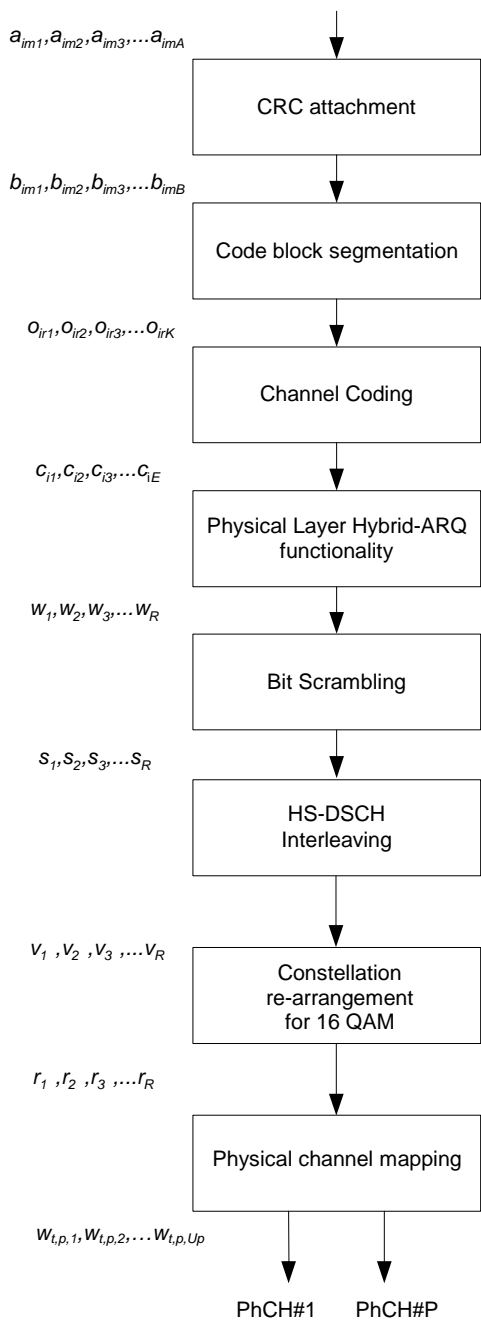 a_im1,a_im2,a_im3,...a_imA
CRC attachment
b_im1,b_im2,b_im3,...b_imB
Code block segmentation
o_ir1,o_ir2,o_ir3,...o_irK
Channel Coding
c_i1,c_i2,c_i3,...c_iE
Physical Layer Hybrid-ARQ
functionality
w_1,w_2,w_3,...w_R
Bit Scrambling
s_1,s_2,s_3,...s_R
HS-DSCH
Interleaving
v_1 ,v_2 ,v_3 ,...v_R
Constellation
re-arrangement
for 16 QAM
r_1 ,r_2 ,r_3 ,...r_R
Physical channel mapping
w_t,p,1,w_t,p,2,...w_t,p,Up
PhCH#1 PhCH#P